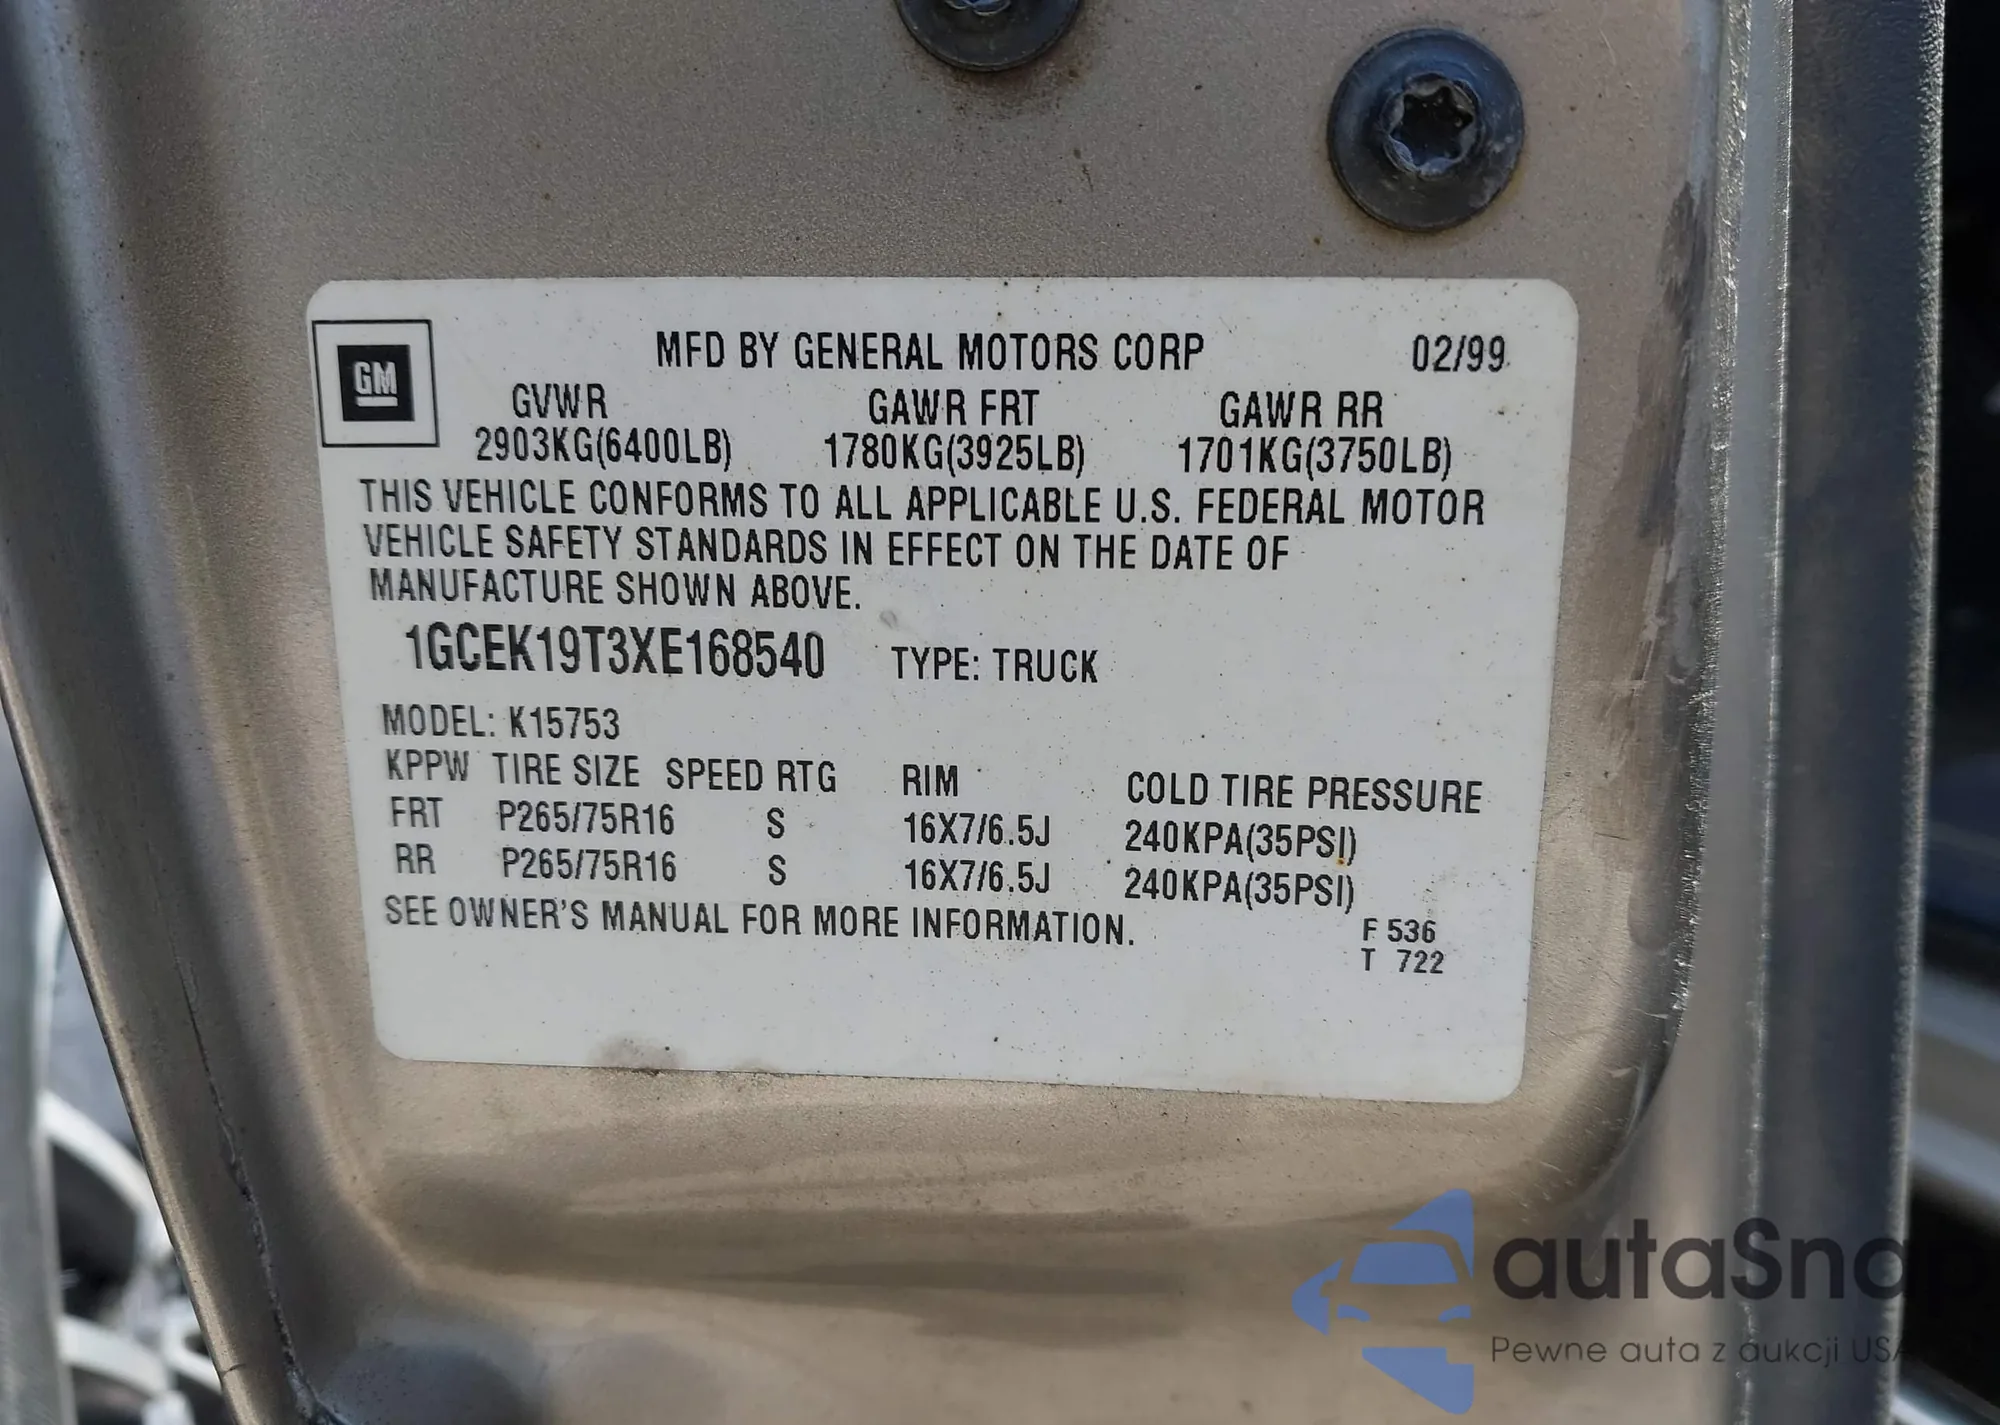 GM
MFD BY GENERAL MOTORS CORP 02/99
GVWR GAWR FRT GAWR RR
2903KG(6400LB) 1780KG(3925LB) 1701KG(3750LB)
THIS VEHICLE CONFORMS TO ALL APPLICABLE U.S. FEDERAL MOTOR
VEHICLE SAFETY STANDARDS IN EFFECT ON THE DATE OF
MANUFACTURE SHOWN ABOVE.
1GCEK19T3XE168540 TYPE: TRUCK
MODEL: K15753
KPPW TIRE SIZE SPEED RTG RIM COLD TIRE PRESSURE
FRT P265/75R16 S 16X7/6.5J 240KPA(35PSI)
RR P265/75R16 S 16X7/6.5J 240KPA(35PSI)
SEE OWNER'S MANUAL FOR MORE INFORMATION.
F 536
T 722
autaSnap
Pewne auta z aukcji USA